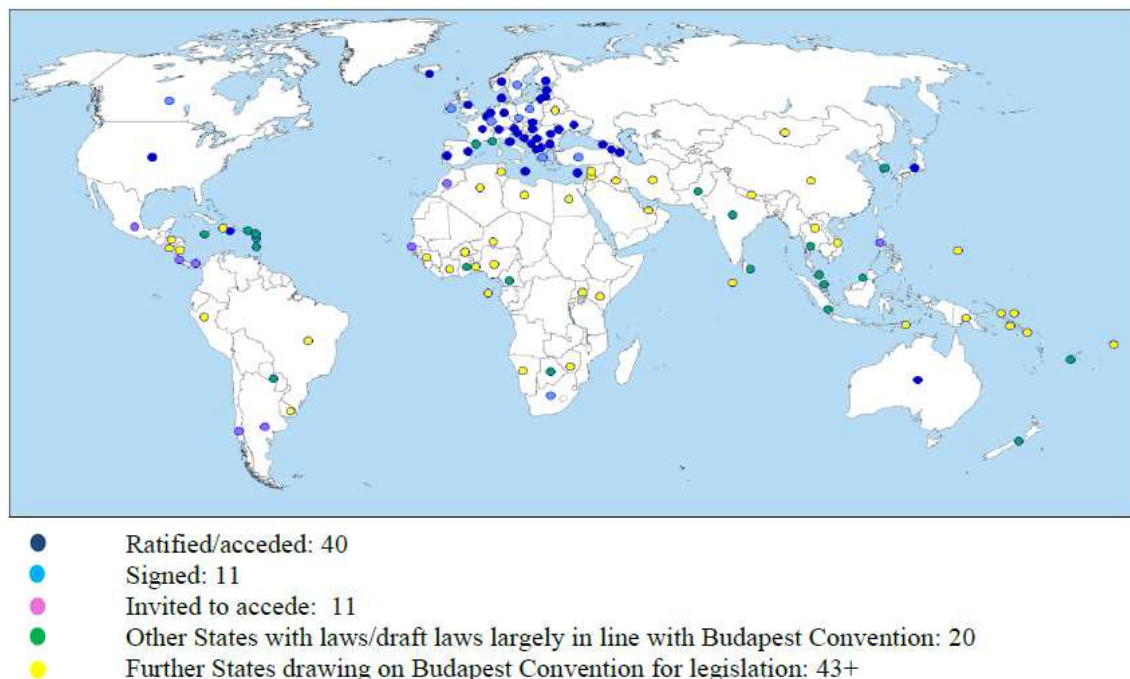 Ratified/acceded: 40
Signed: 11
Invited to accede: 11
Other States with laws/draft laws largely in line with Budapest Convention: 20
Further States drawing on Budapest Convention for legislation: 43+